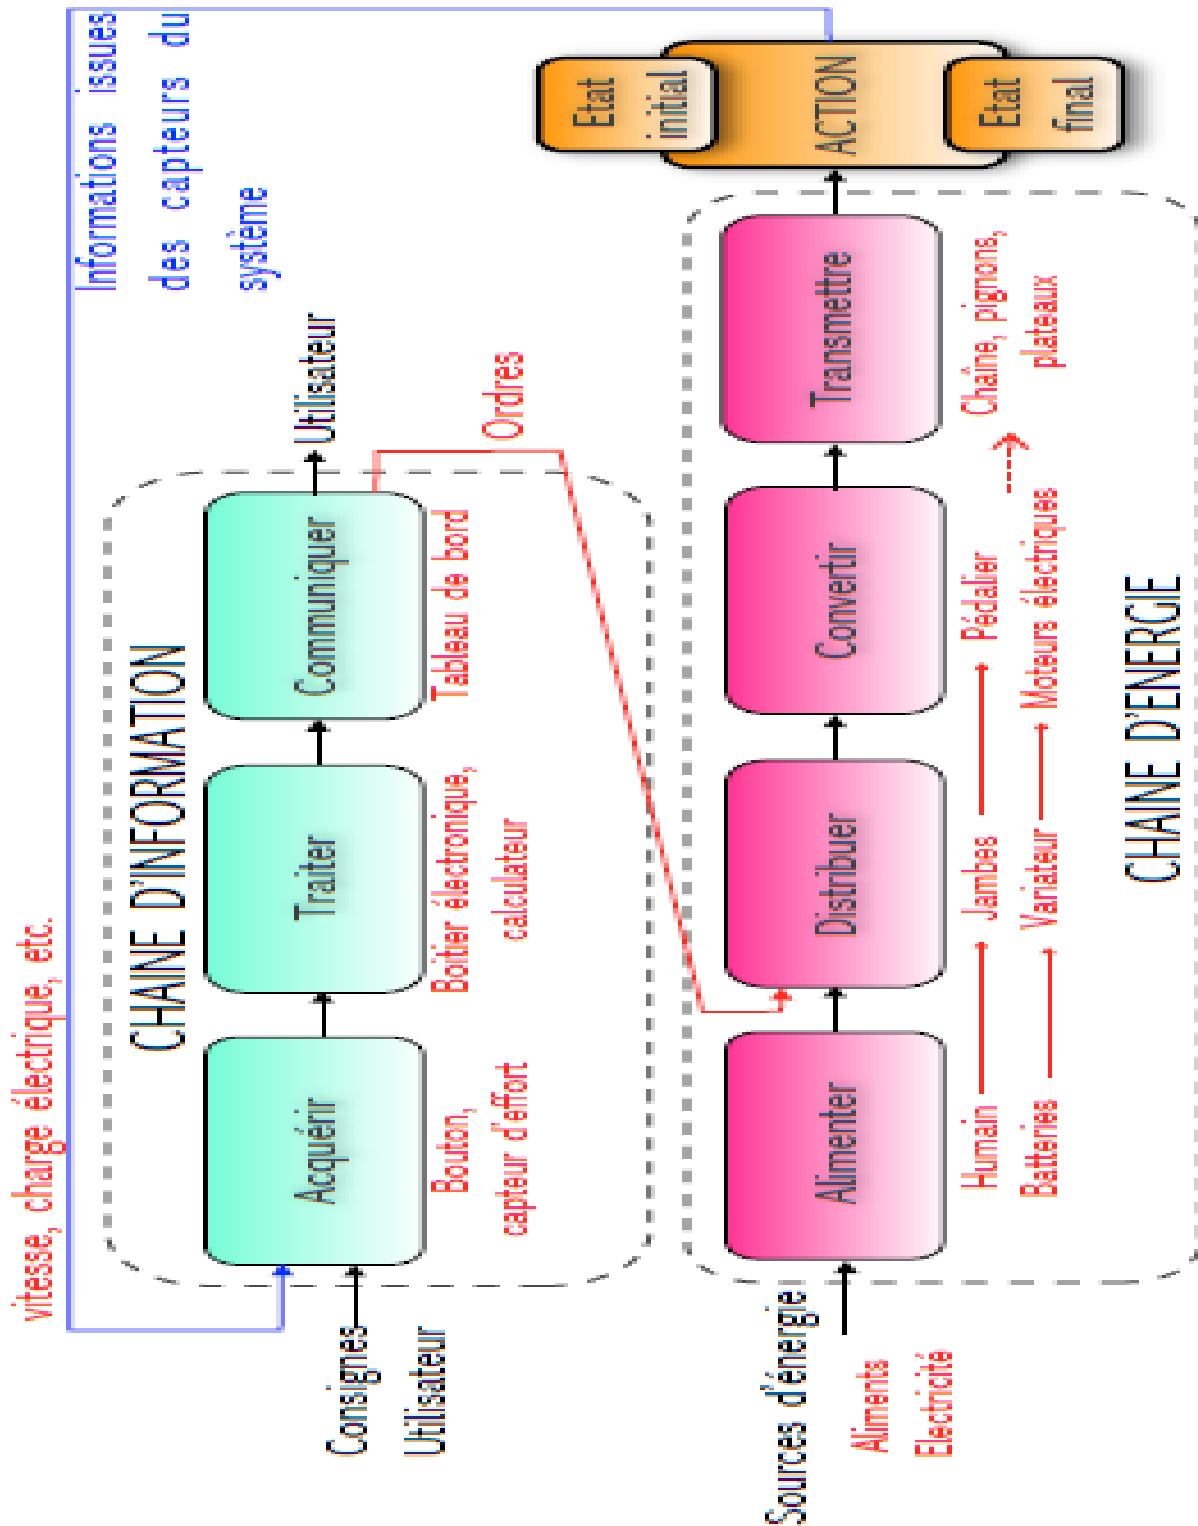 vitesse, charge électrique, etc.
Informations issues
des capteurs du
système
CHAINE D'INFORMATION
Consignes
Utilisateur
Acquérir
Traiter
Communiquer
Utilisateur
Bouton,
capteur d'effort
Boitier électronique,
calculateur
Tableau de bord
Ordres
Sources d'énergie
Aliments
Electricité
Alimenter
Distribuer
Convertir
Transmettre
Etat
initial
ACTION
Etat
final
Humain
Jambes
Pédalier
Chaîne, pignons,
plateaux
Batteries
Variateur
Moteurs électriques
CHAINE D'ENERGIE